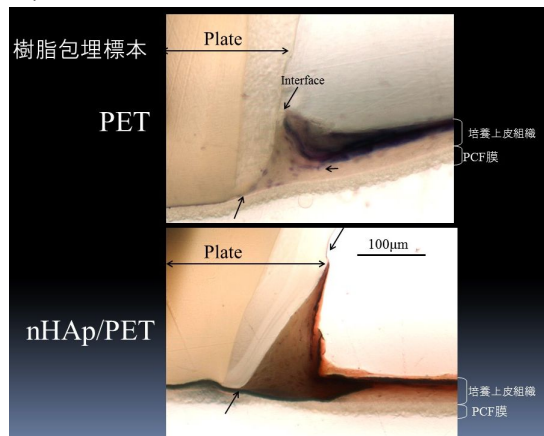 樹脂包埋標本
Plate
Interface
PET
培養上皮組織
PCF膜
Plate
100μm
nHAp/PET
培養上皮組織
PCF膜